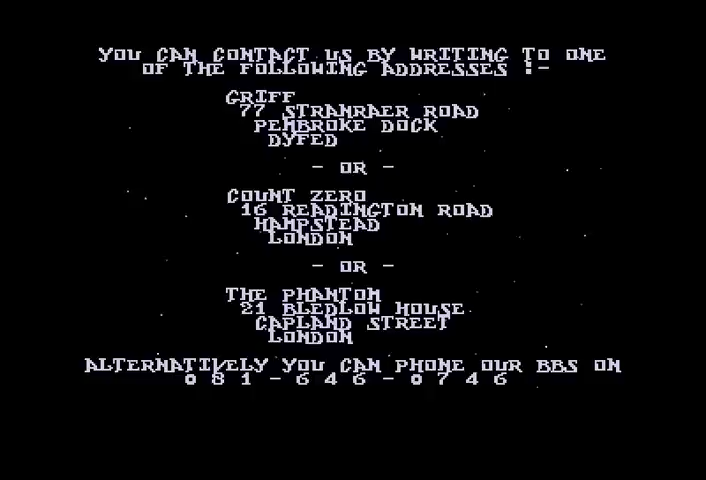 YOU CAN CONTACT US BY WRITING TO ONE
OF THE FOLLOWING ADDRESSES :-
GRIFF
77 STRANRAER ROAD
PEMBROKE DOCK
DYFED
- OR -
COUNT ZERO
16 READINGTON ROAD
HAMPSTEAD
LONDON
- OR -
THE PHANTOM
21 BLEDLOW HOUSE
CAPLAND STREET
LONDON
ALTERNATIVELY YOU CAN PHONE OUR BBS ON
0 8 1 - 6 4 6 - 0 7 4 6